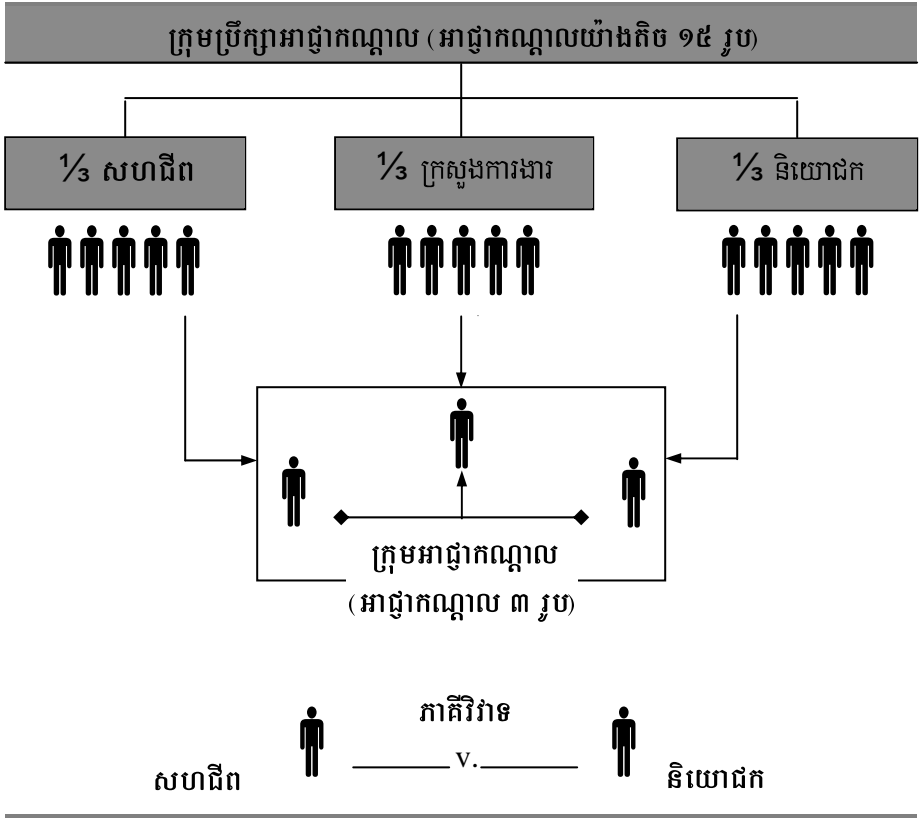 ក្រុមប្រឹក្សាអាជ្ញាកណ្តាល (អាជ្ញាកណ្តាលយ៉ាងតិច ១៥ រូប)
⅓ សហជីព
⅓ ក្រសួងការងារ
⅓ និយោជក
ក្រុមអាជ្ញាកណ្តាល
(អាជ្ញាកណ្តាល ៣ រូប)
ភាគីវិវាទ
________v.________
សហជីព
និយោជក